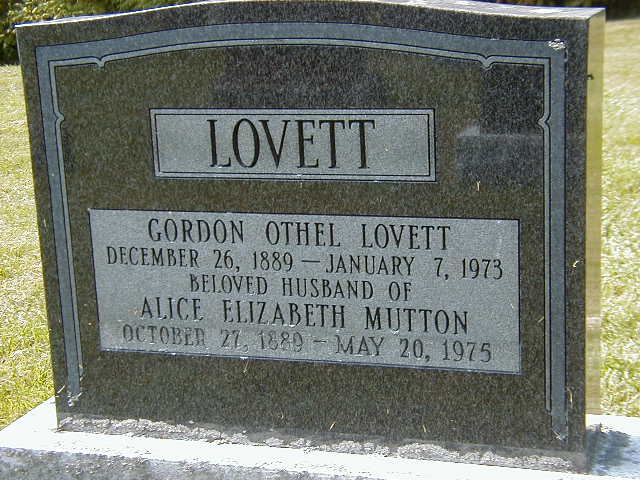 LOVETT
GORDON OTHEL LOVETT
DECEMBER 26, 1889 — JANUARY 7, 1973
BELOVED HUSBAND OF
ALICE ELIZABETH MUTTON
OCTOBER 27, 1889 — MAY 20, 1975